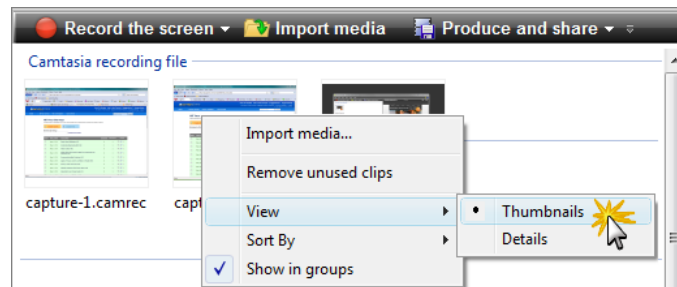 Record the screen Import media Produce and share
Camtasia recording file
Import media...
Remove unused clips
capture-1.camrec capt
View Thumbnails
Sort By Details
Show in groups